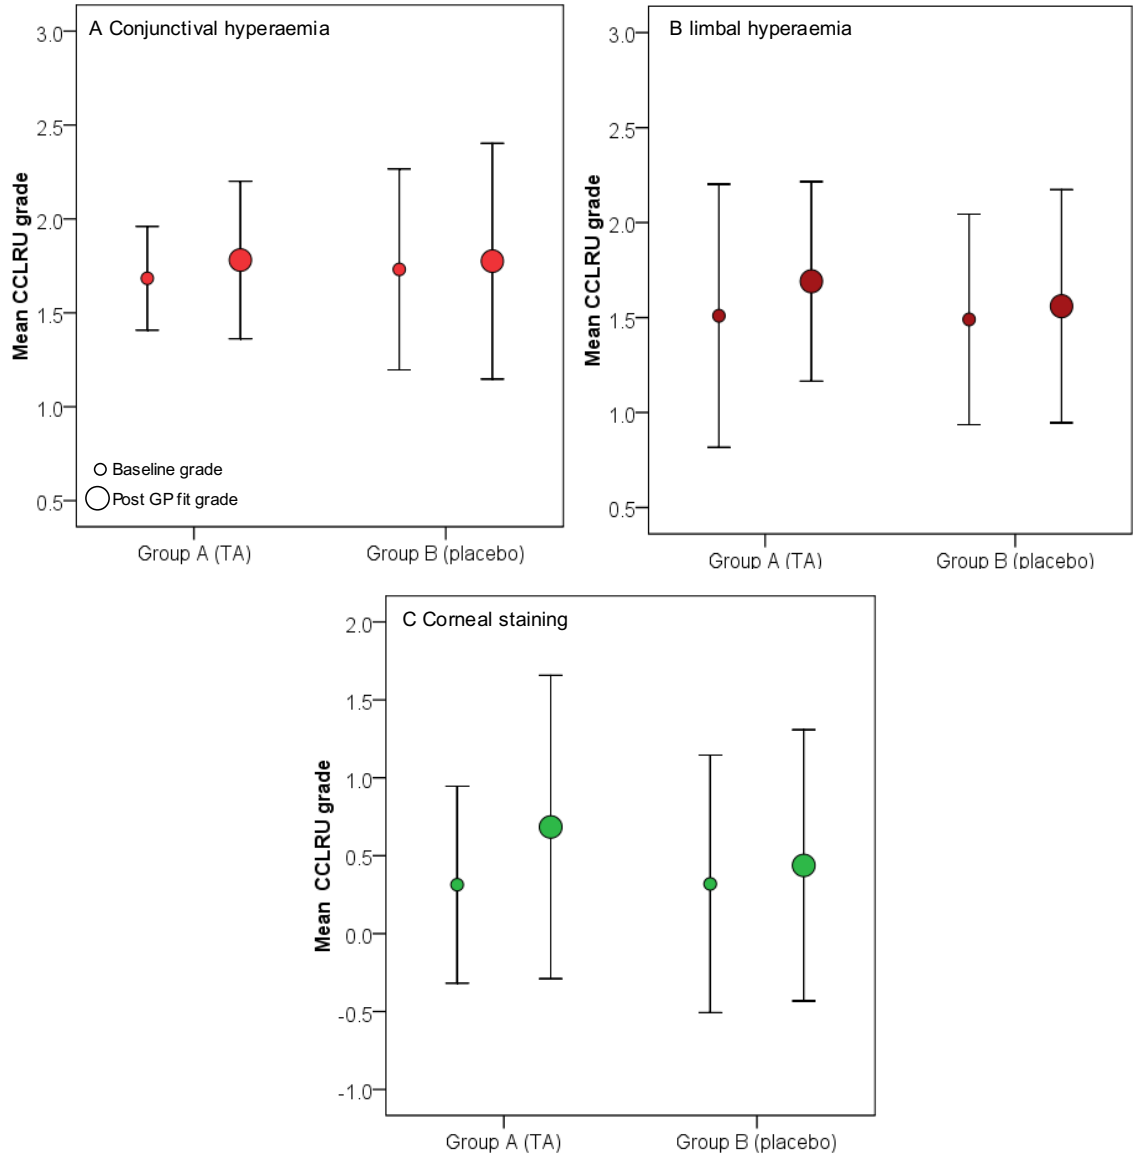 A Conjunctival hyperaemia
3.0
2.5
2.0
1.5
1.0
0.5
Mean CCLRU grade
Baseline grade
Post GP fit grade
Group A (TA)
Group B (placebo)
B limbal hyperaemia
3.0
2.5
2.0
1.5
1.0
0.5
Mean CCLRU grade
Group A (TA)
Group B (placebo)
C Corneal staining
2.0
1.5
1.0
0.5
0.0
-0.5
-1.0
Mean CCLRU grade
Group A (TA)
Group B (placebo)